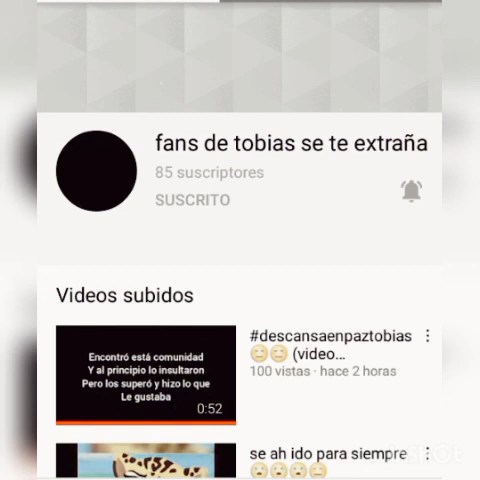 fans de tobias se te extraña
85 suscriptores
SUSCRITO
Videos subidos
Encontró está comunidad
Y al principio lo insultaron
Pero los superó y hizo lo que
Le gustaba
0:52
#descansaenpaztobias
😔😔 (video...
100 vistas · hace 2 horas
se ah ido para siempre